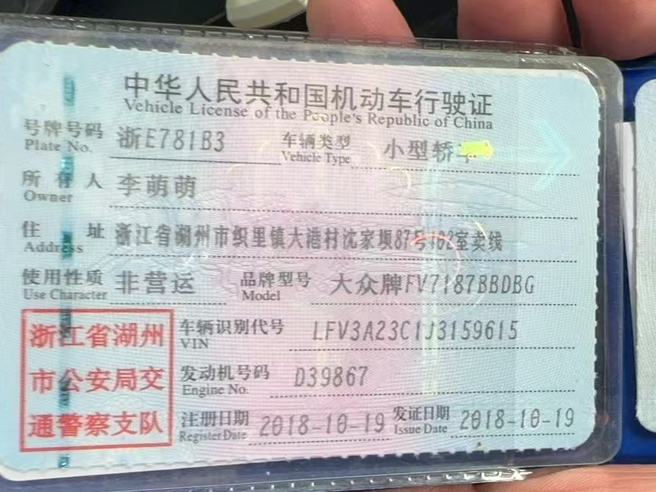 中华人民共和国机动车行驶证
Vehicle License of the People's Republic of China
号牌号码 浙E781B3 车辆类型 小型轿车
Plate No. Vehicle Type
所有人 李萌萌
Owner
住址 浙江省湖州市织里镇大港村沈家坝87号102室卖线
Address
使用性质 非营运 品牌型号 大众牌FV7187BBDBG
Use Character Model
浙江省湖州 车辆识别代号 LFV3A23C1J3159615
VIN
市公安局交 发动机号码 D39867
Engine No.
通警察支队 注册日期 2018-10-19 发证日期 2018-10-19
Register Date Issue Date